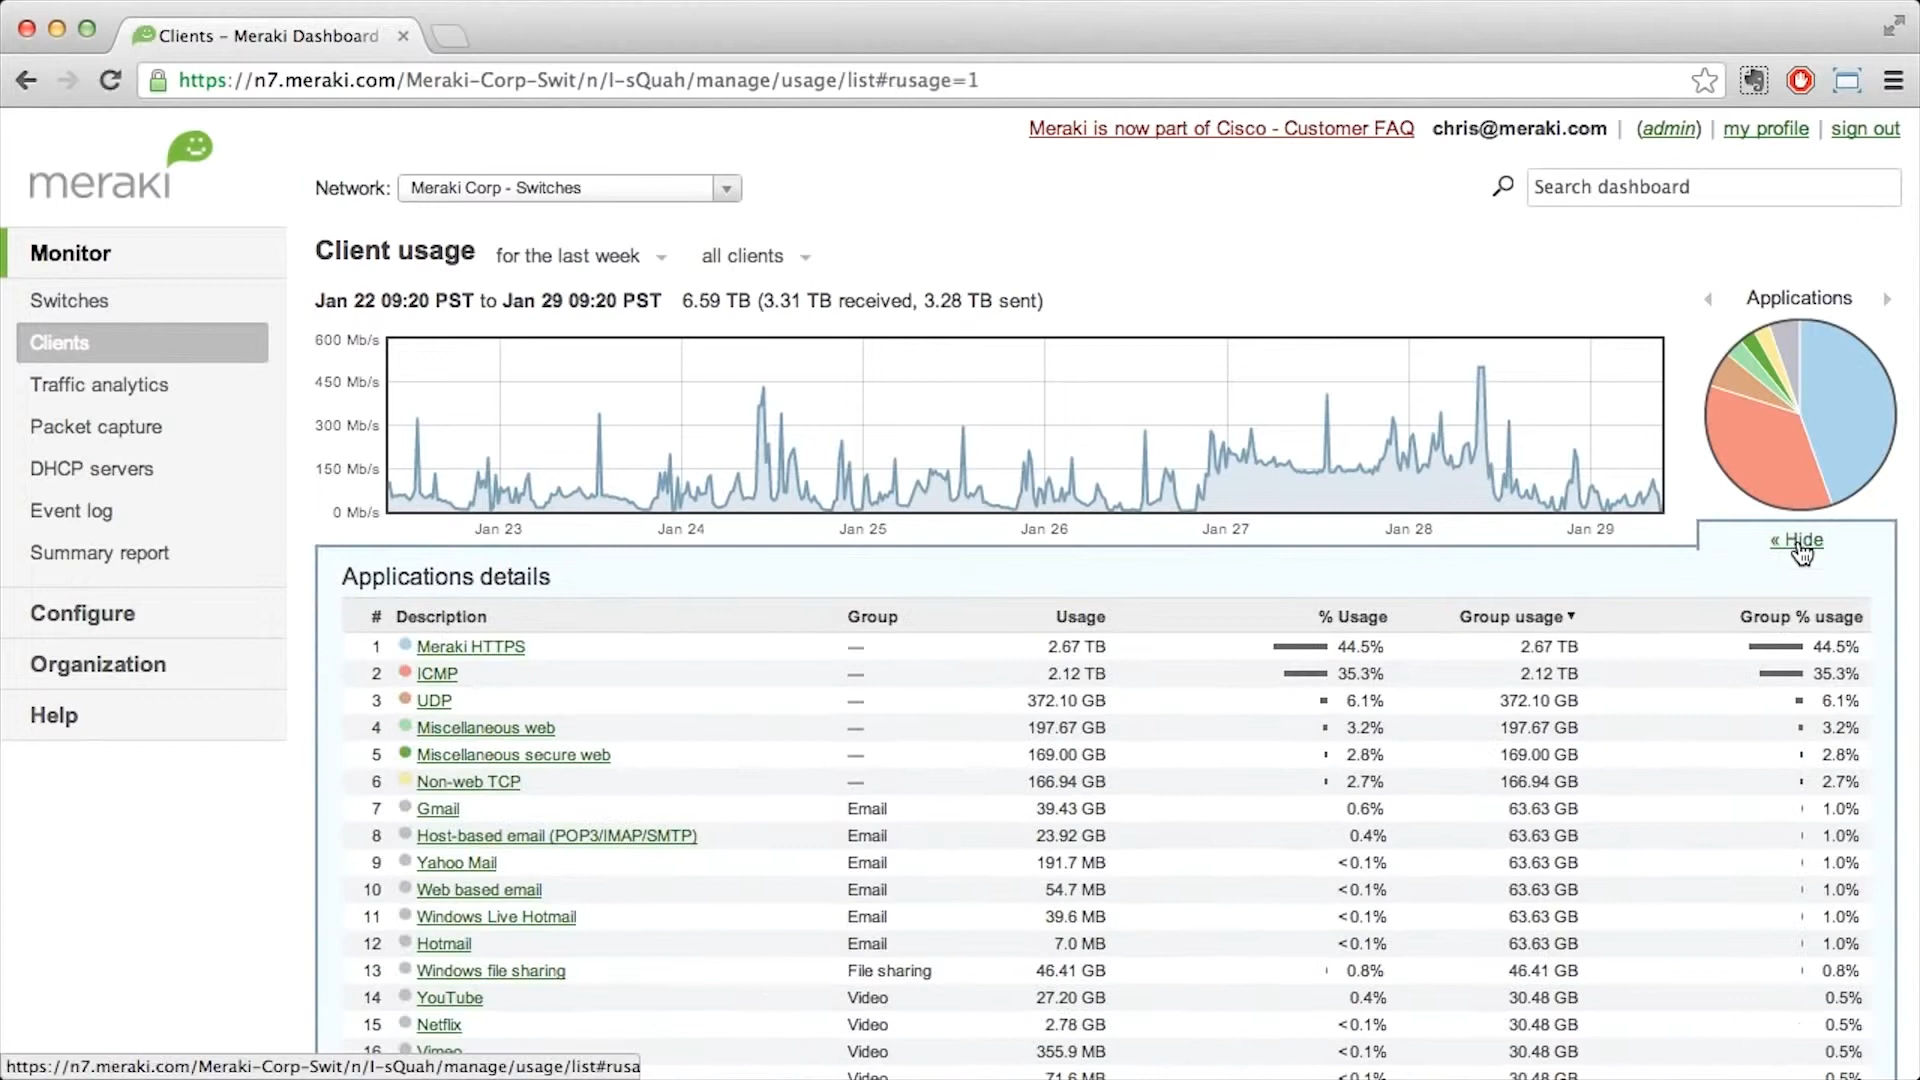 Clients – Meraki Dashboard
https://n7.meraki.com/Meraki-Corp-Swit/n/I-sQuah/manage/usage/list#rusage=1
Meraki is now part of Cisco - Customer FAQ chris@meraki.com | (admin) | my profile | sign out
meraki
Network: Meraki Corp - Switches
Search dashboard
Monitor
Switches
Clients
Traffic analytics
Packet capture
DHCP servers
Event log
Summary report
Configure
Organization
Help
Client usage for the last week all clients
Jan 22 09:20 PST to Jan 29 09:20 PST 6.59 TB (3.31 TB received, 3.28 TB sent)
600 Mb/s
450 Mb/s
300 Mb/s
150 Mb/s
0 Mb/s
Jan 23 Jan 24 Jan 25 Jan 26 Jan 27 Jan 28 Jan 29
Applications
« Hide
Applications details
# Description Group Usage % Usage Group usage ▼ Group % usage
1 Meraki HTTPS — 2.67 TB 44.5% 2.67 TB 44.5%
2 ICMP — 2.12 TB 35.3% 2.12 TB 35.3%
3 UDP — 372.10 GB 6.1% 372.10 GB 6.1%
4 Miscellaneous web — 197.67 GB 3.2% 197.67 GB 3.2%
5 Miscellaneous secure web — 169.00 GB 2.8% 169.00 GB 2.8%
6 Non-web TCP — 166.94 GB 2.7% 166.94 GB 2.7%
7 Gmail Email 39.43 GB 0.6% 63.63 GB 1.0%
8 Host-based email (POP3/IMAP/SMTP) Email 23.92 GB 0.4% 63.63 GB 1.0%
9 Yahoo Mail Email 191.7 MB <0.1% 63.63 GB 1.0%
10 Web based email Email 54.7 MB <0.1% 63.63 GB 1.0%
11 Windows Live Hotmail Email 39.6 MB <0.1% 63.63 GB 1.0%
12 Hotmail Email 7.0 MB <0.1% 63.63 GB 1.0%
13 Windows file sharing File sharing 46.41 GB 0.8% 46.41 GB 0.8%
14 YouTube Video 27.20 GB 0.4% 30.48 GB 0.5%
15 Netflix Video 2.78 GB <0.1% 30.48 GB 0.5%
16 Vimeo Video 355.9 MB <0.1% 30.48 GB 0.5%
Video 71.6 MB <0.1% 30.48 GB 0.5%
https://n7.meraki.com/Meraki-Corp-Swit/n/I-sQuah/manage/usage/list#rusa